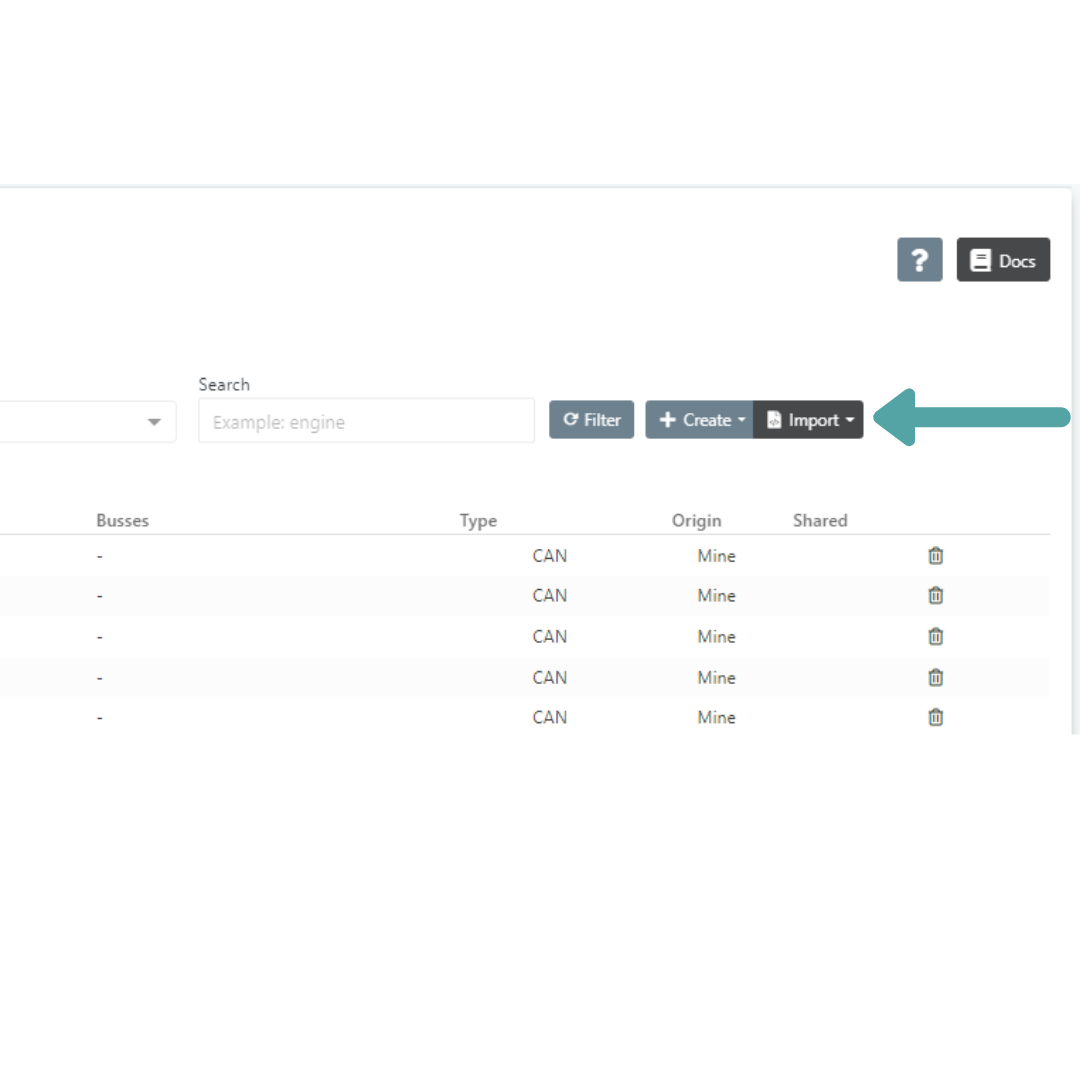 ? Docs
Search
Example: engine
Filter
Create
Import
Busses Type Origin Shared
- CAN Mine
- CAN Mine
- CAN Mine
- CAN Mine
- CAN Mine